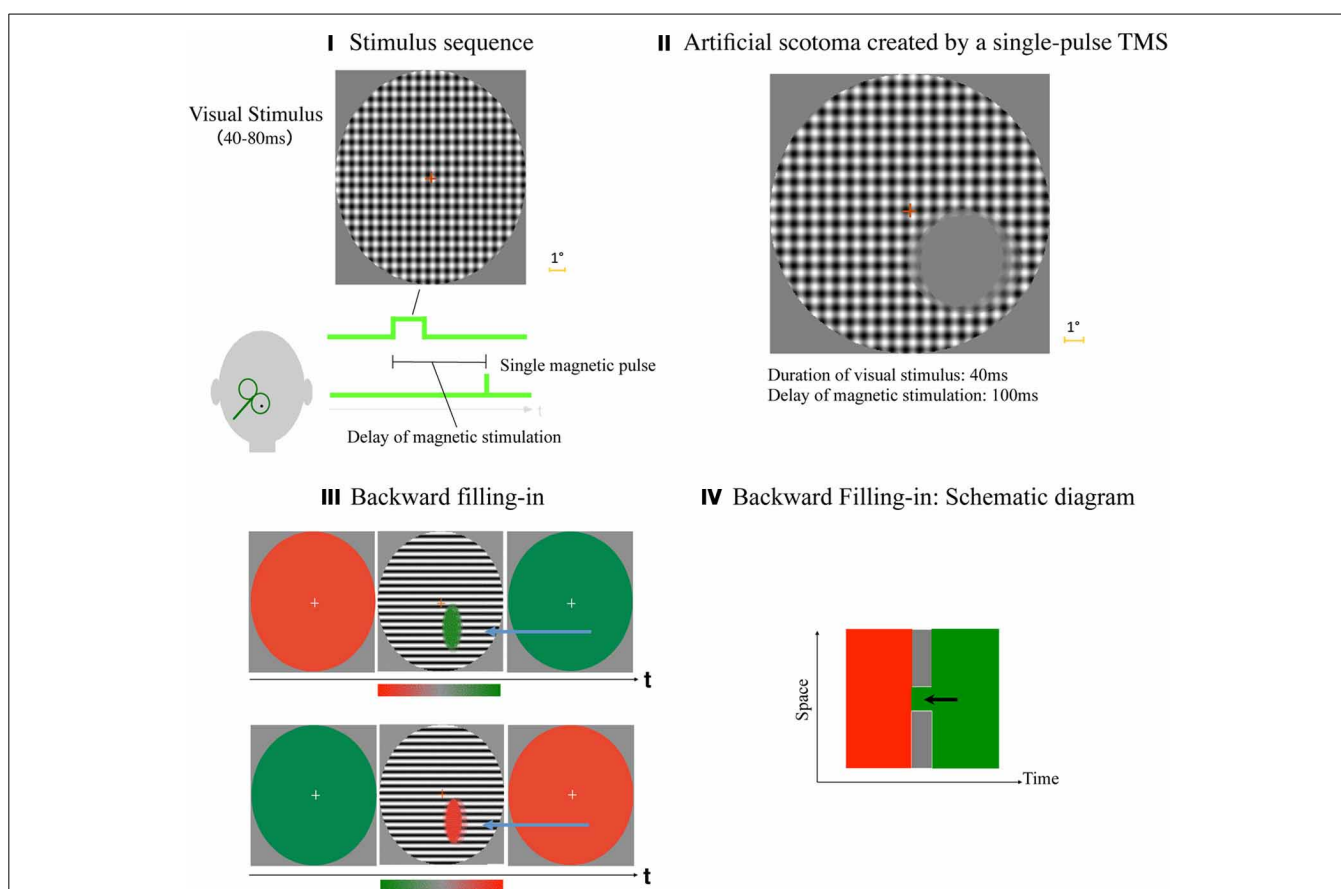 I Stimulus sequence
Visual Stimulus
(40-80ms)
1°
Single magnetic pulse
t
Delay of magnetic stimulation
II Artificial scotoma created by a single-pulse TMS
1°
Duration of visual stimulus: 40ms
Delay of magnetic stimulation: 100ms
III Backward filling-in
t
t
IV Backward Filling-in: Schematic diagram
Space
Time